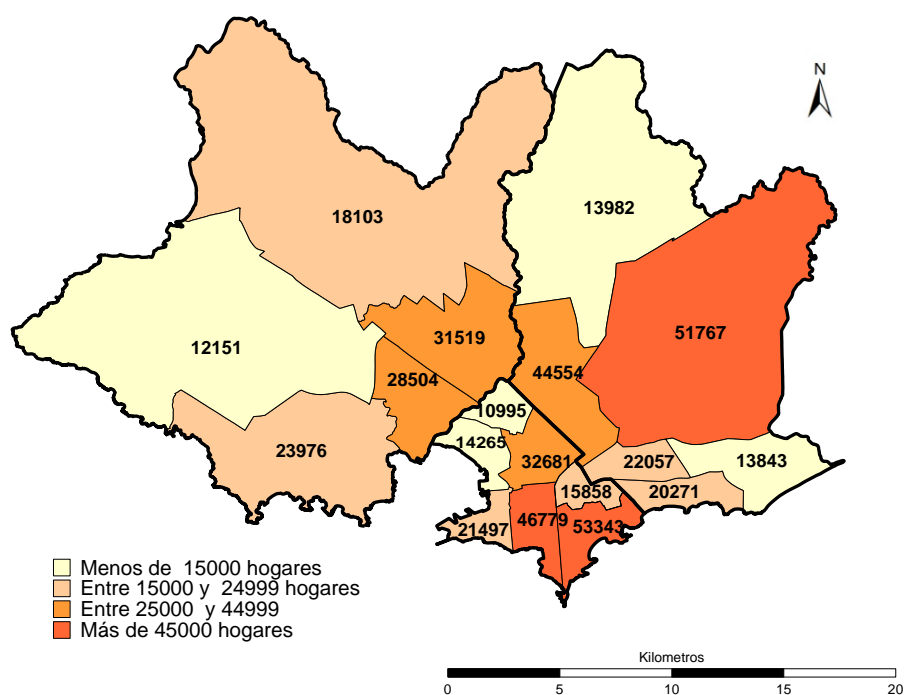 N
18103
13982
51767
31519
12151
44554
28504
10995
14265
23976
32681
22057
13843
15858
20271
21497
46779
53343
Menos de 15000 hogares
Entre 15000 y 24999 hogares
Entre 25000 y 44999
Más de 45000 hogares
Kilometros
0 5 10 15 20